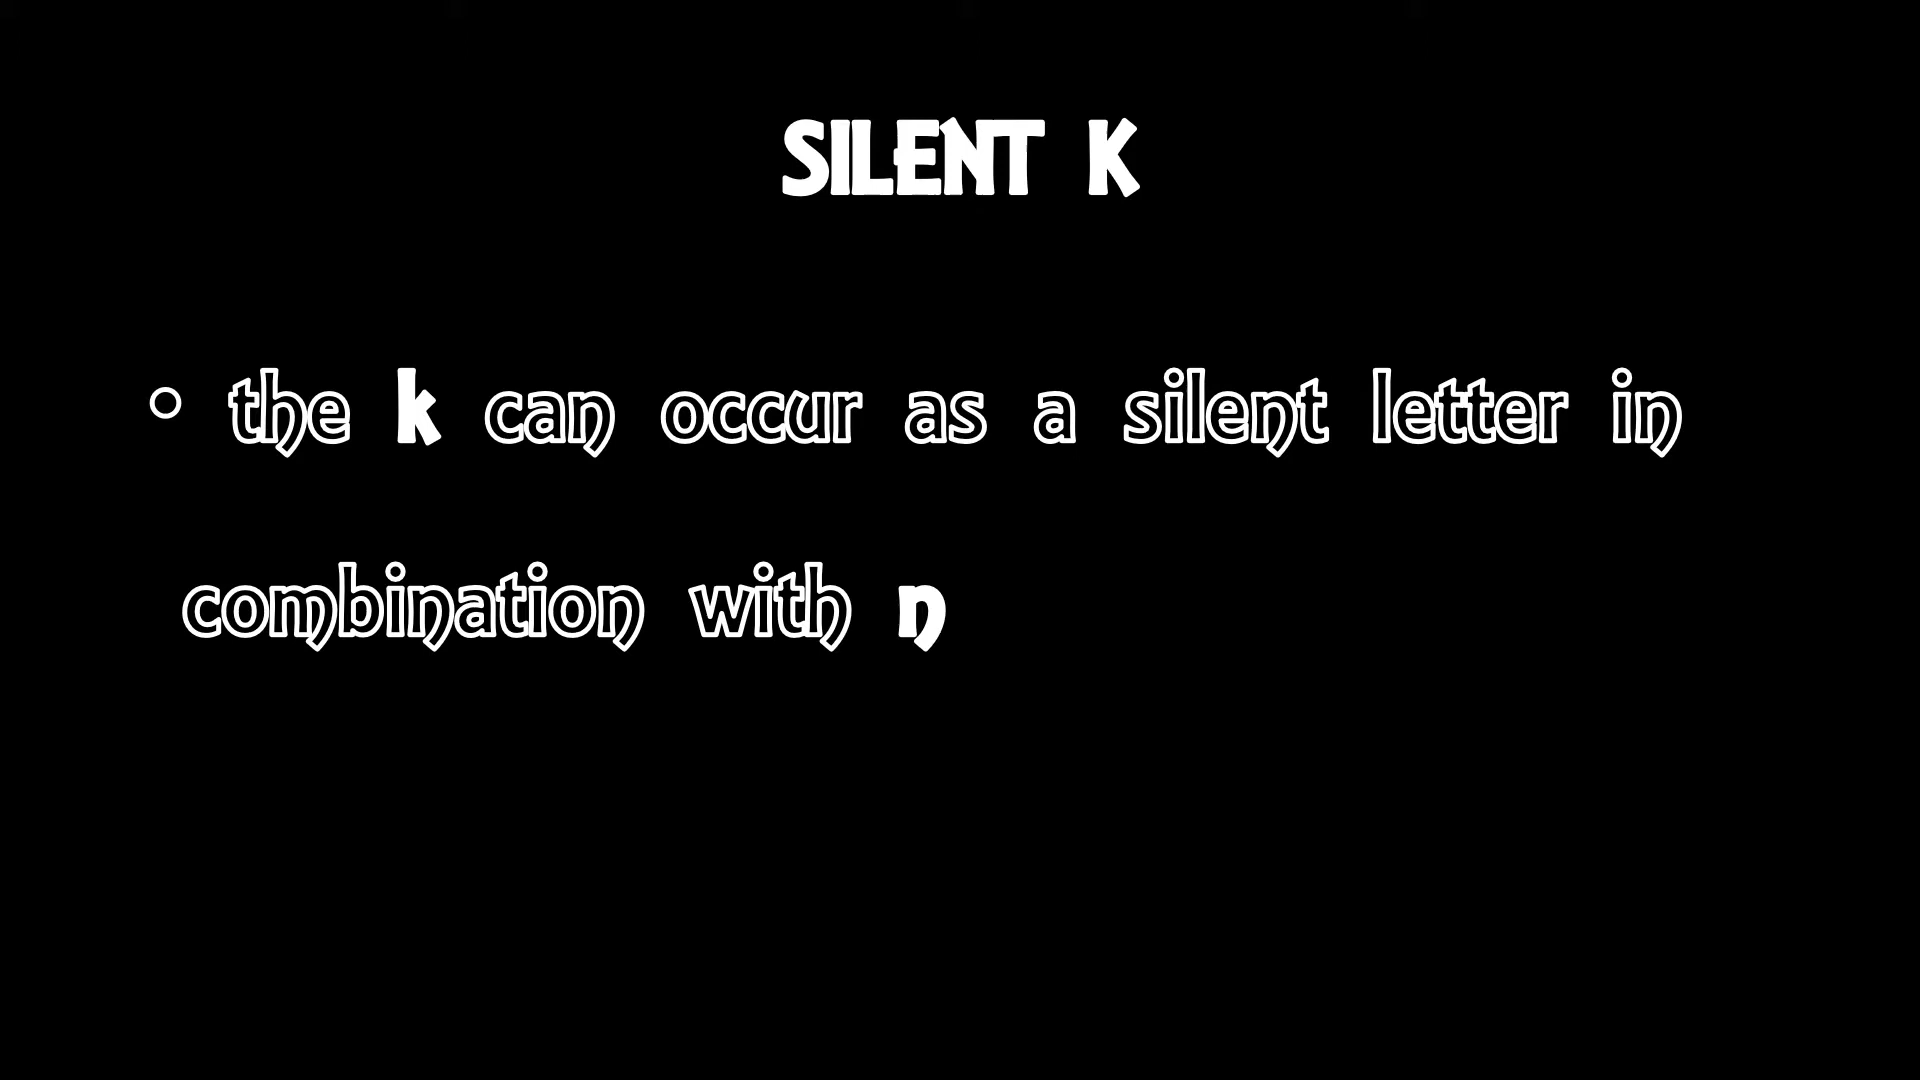 SILENT K
• the k can occur as a silent letter in
combination with n